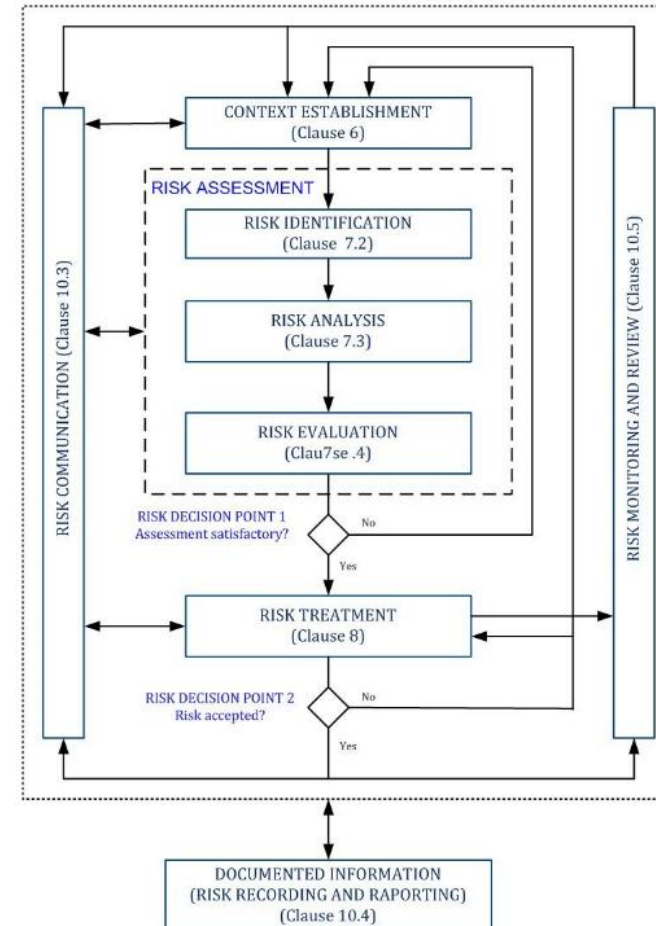 CONTEXT ESTABLISHMENT
(Clause 6)
RISK ASSESSMENT
RISK IDENTIFICATION
(Clause 7.2)
RISK ANALYSIS
(Clause 7.3)
RISK EVALUATION
(Clau7se .4)
RISK COMMUNICATION (Clause 10.3)
RISK MONITORING AND REVIEW (Clause 10.5)
RISK DECISION POINT 1
Assessment satisfactory?
No
Yes
RISK TREATMENT
(Clause 8)
RISK DECISION POINT 2
Risk accepted?
No
Yes
DOCUMENTED INFORMATION
(RISK RECORDING AND RAPORTING)
(Clause 10.4)